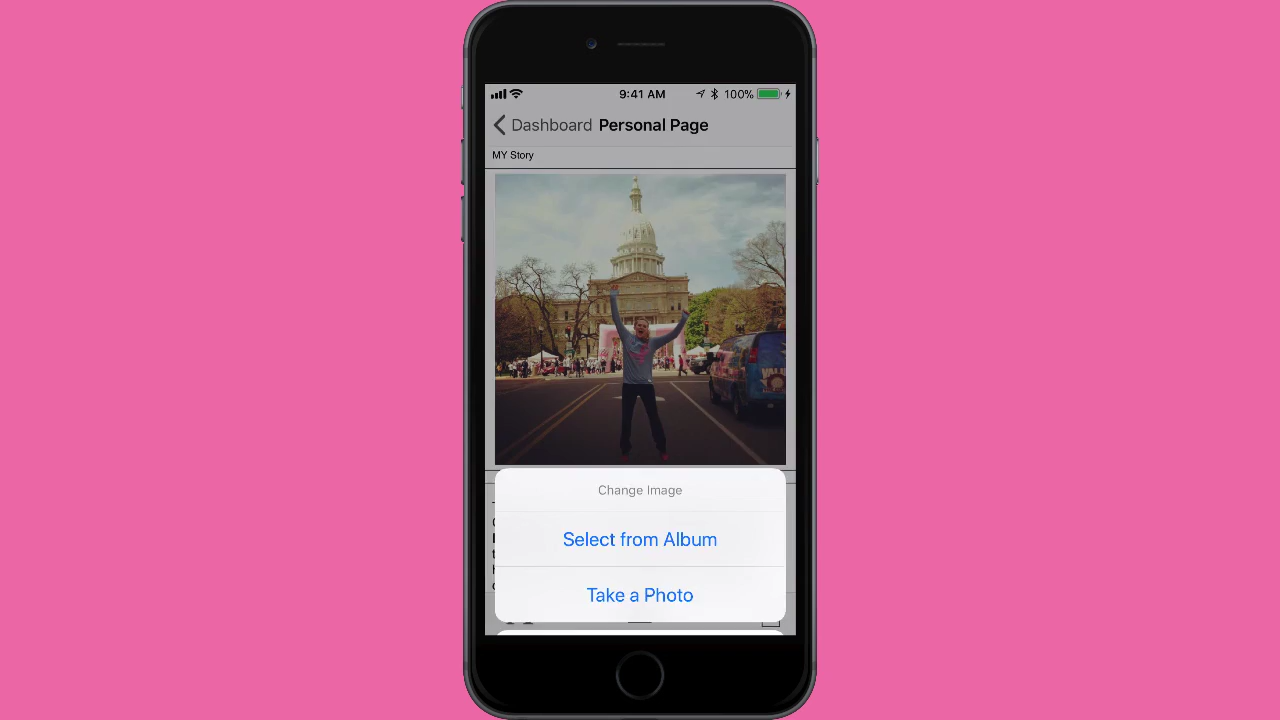 9:41 AM
100%
Dashboard Personal Page
MY Story
Change Image
Select from Album
Take a Photo